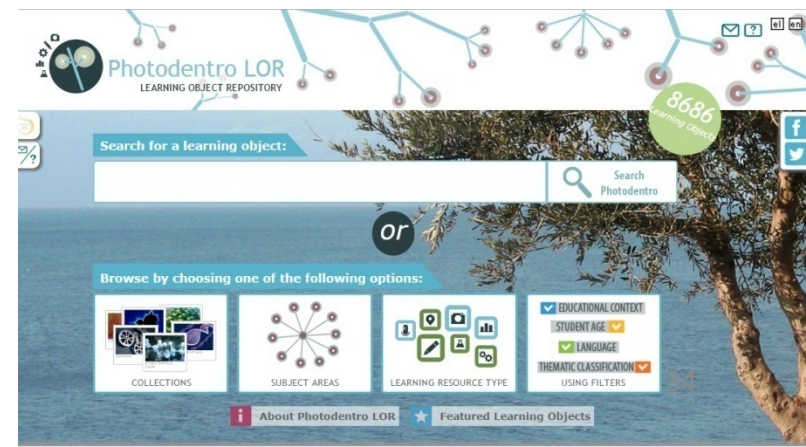 el en
Photodentro LOR
LEARNING OBJECT REPOSITORY
8686
Learning Objects
Search for a learning object:
Search
Photodentro
or
Browse by choosing one of the following options:
COLLECTIONS
SUBJECT AREAS
LEARNING RESOURCE TYPE
EDUCATIONAL CONTEXT
STUDENT AGE
LANGUAGE
THEMATIC CLASSIFICATION
USING FILTERS
i About Photodentro LOR
Featured Learning Objects